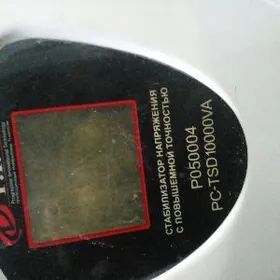 СТАБИЛИЗАТОР НАПРЯЖЕНИЯ
С ПОВЫШЕННОЙ ТОЧНОСТЬЮ
P050004
PC-TSD10000VA